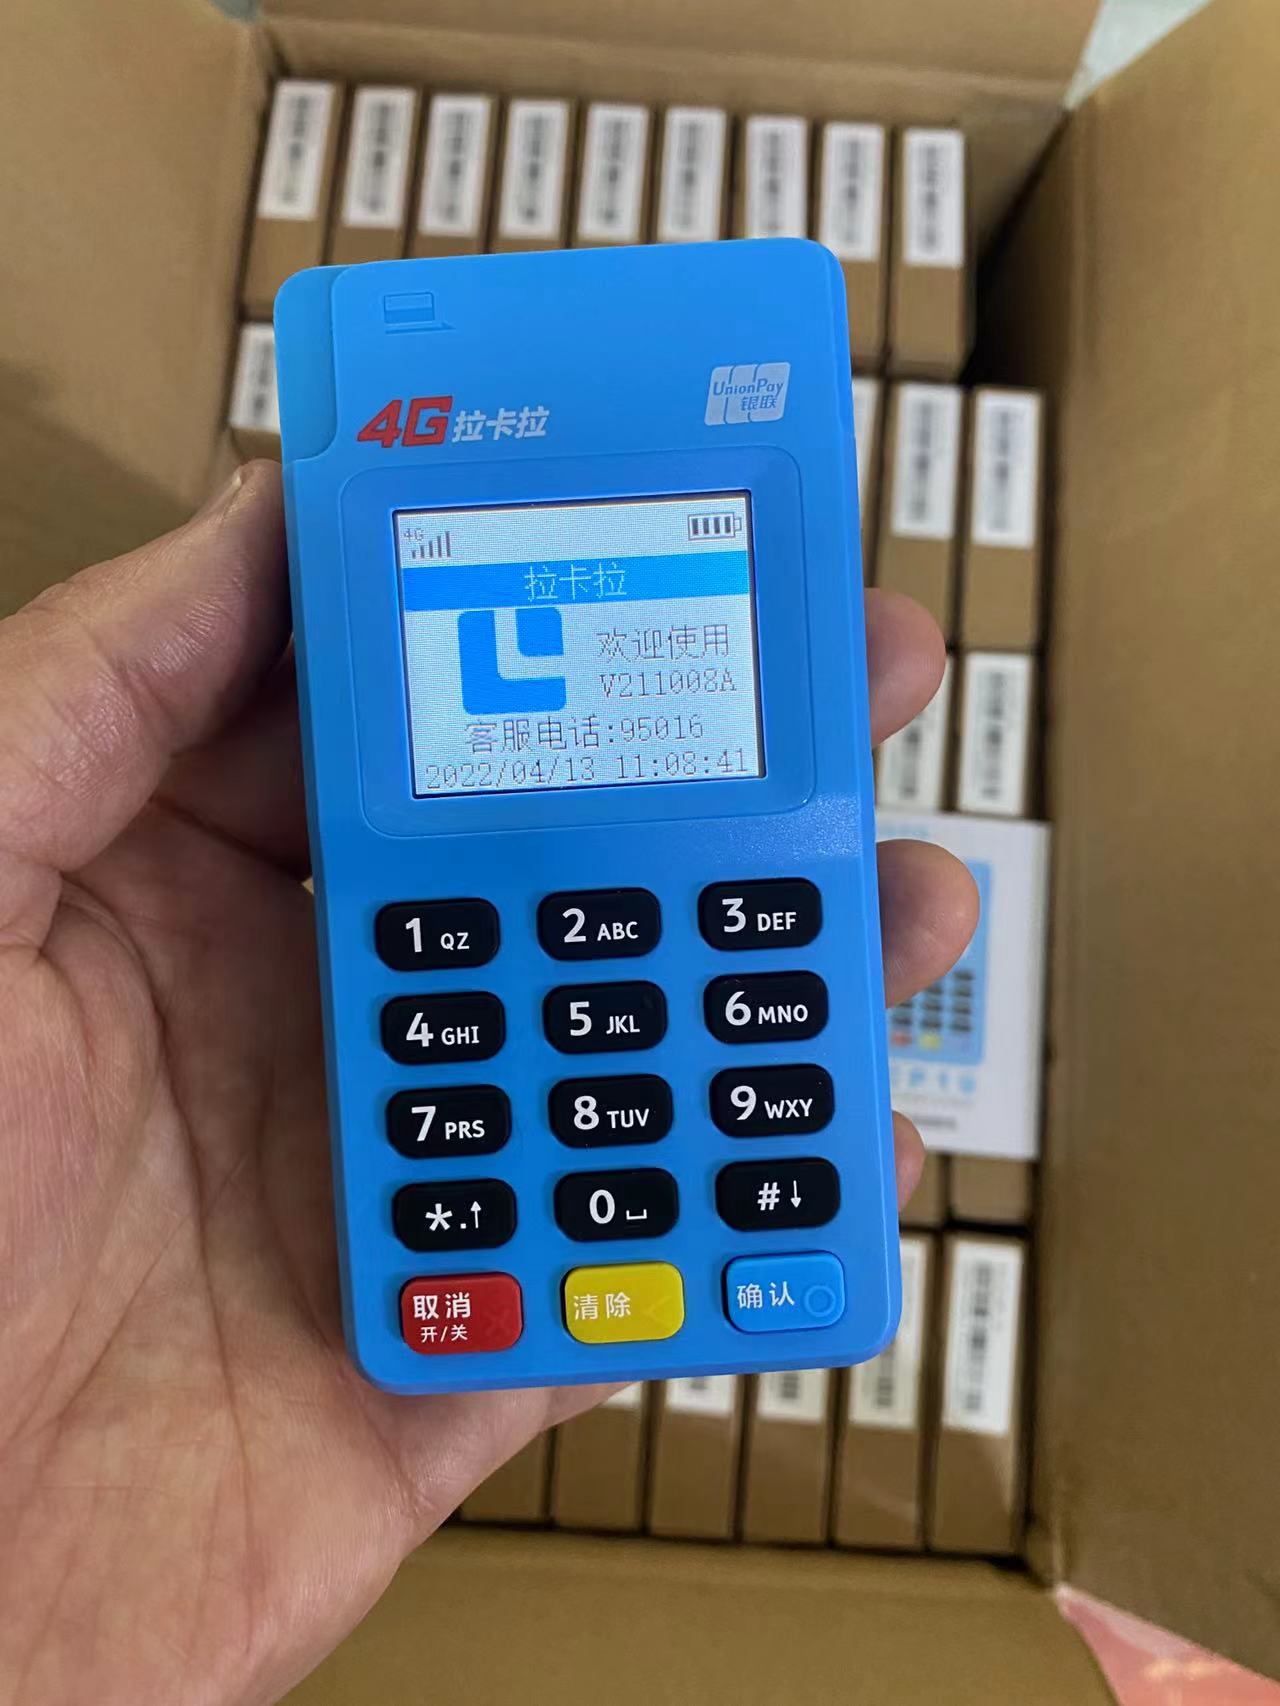 4G拉卡拉
UnionPay
银联
4G
拉卡拉
欢迎使用
V211008A
客服电话:95016
2022/04/13 11:08:41
1 QZ
2 ABC
3 DEF
4 GHI
5 JKL
6 MNO
7 PRS
8 TUV
9 WXY
*.↑
0 ⎵
#↓
取消
开/关
清除
确认